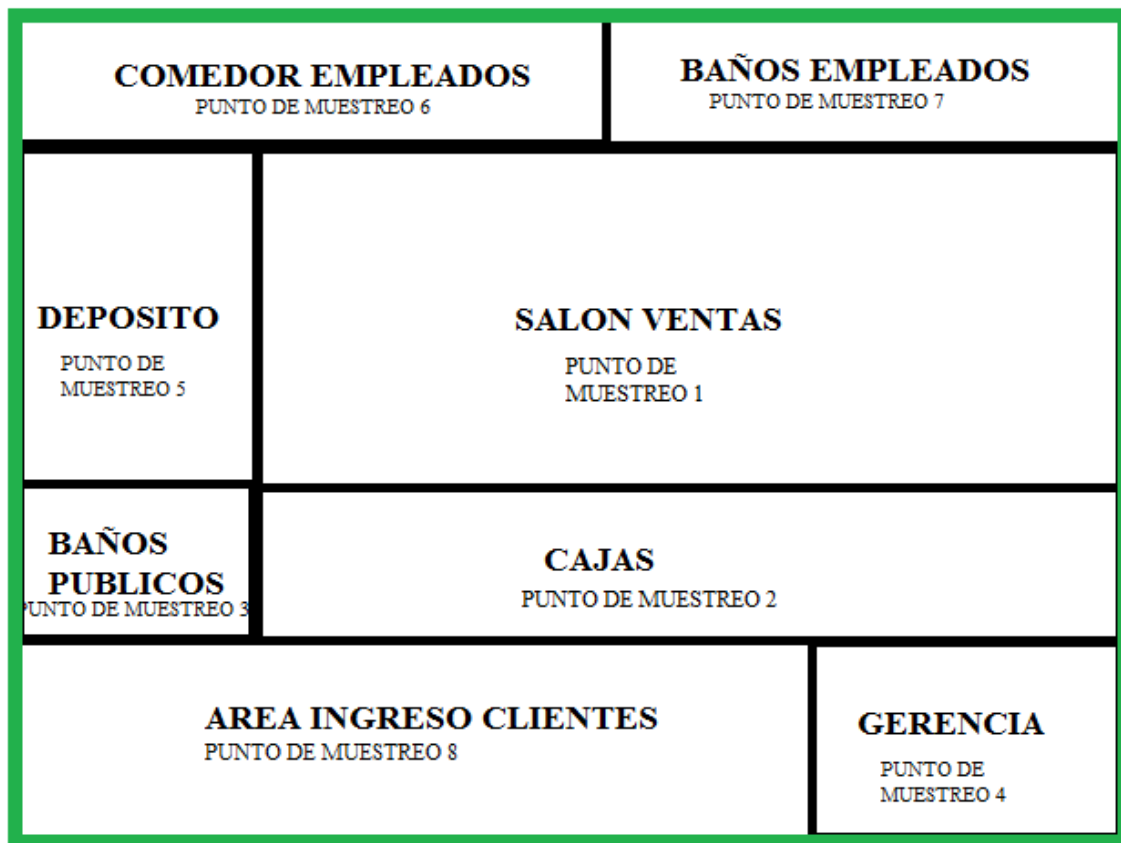 COMEDOR EMPLEADOS
PUNTO DE MUESTREO 6
BAÑOS EMPLEADOS
PUNTO DE MUESTREO 7
DEPOSITO
PUNTO DE
MUESTREO 5
SALON VENTAS
PUNTO DE
MUESTREO 1
BAÑOS
PUBLICOS
PUNTO DE MUESTREO 3
CAJAS
PUNTO DE MUESTREO 2
AREA INGRESO CLIENTES
PUNTO DE MUESTREO 8
GERENCIA
PUNTO DE
MUESTREO 4